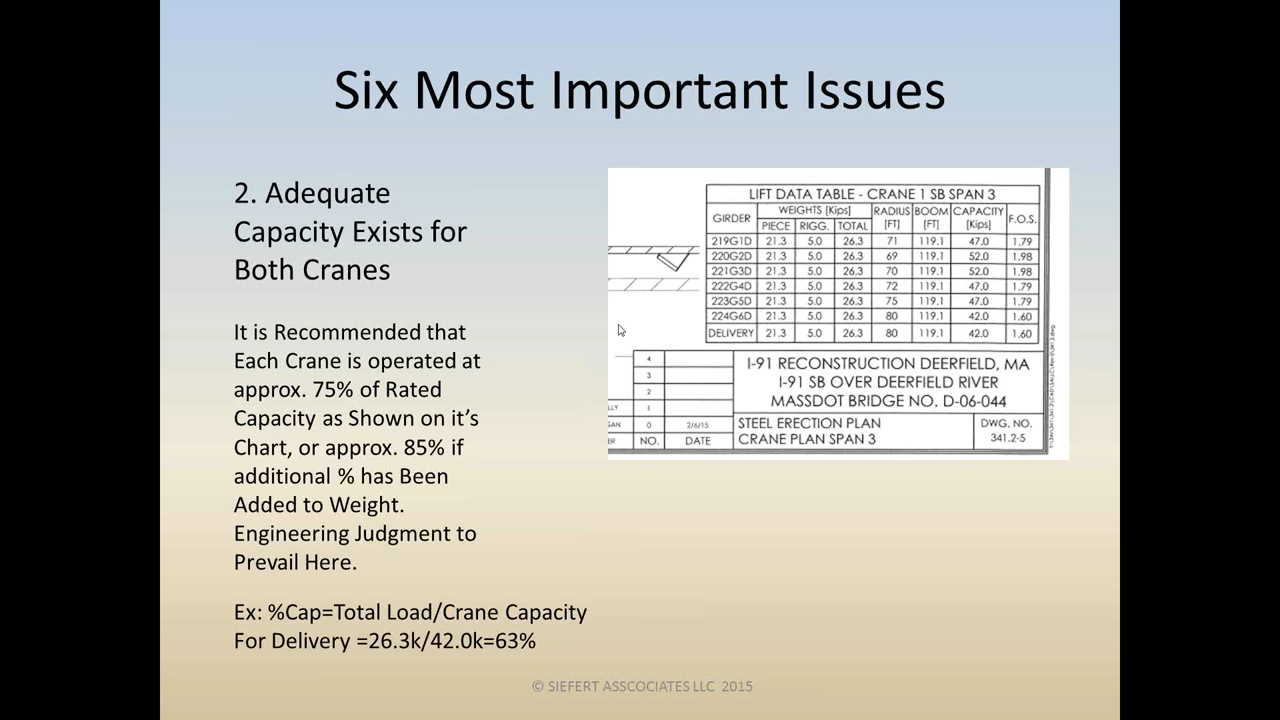 Six Most Important Issues
2. Adequate
Capacity Exists for
Both Cranes
It is Recommended that
Each Crane is operated at
approx. 75% of Rated
Capacity as Shown on it’s
Chart, or approx. 85% if
additional % has Been
Added to Weight.
Engineering Judgment to
Prevail Here.
Ex: %Cap=Total Load/Crane Capacity
For Delivery =26.3k/42.0k=63%
LIFT DATA TABLE - CRANE 1 SB SPAN 3
GIRDER WEIGHTS [Kips] RADIUS [FT] BOOM [FT] CAPACITY [Kips] F.O.S.
PIECE RIGG. TOTAL
219G1D 21.3 5.0 26.3 71 119.1 47.0 1.79
220G2D 21.3 5.0 26.3 69 119.1 52.0 1.98
221G3D 21.3 5.0 26.3 70 119.1 52.0 1.98
222G4D 21.3 5.0 26.3 72 119.1 47.0 1.79
223G5D 21.3 5.0 26.3 75 119.1 47.0 1.79
224G6D 21.3 5.0 26.3 80 119.1 42.0 1.60
DELIVERY 21.3 5.0 26.3 80 119.1 42.0 1.60
4
3
2
LLY 1
GAN 0 2/6/15
ER NO. DATE
I-91 RECONSTRUCTION DEERFIELD, MA
I-91 SB OVER DEERFIELD RIVER
MASSDOT BRIDGE NO. D-06-044
STEEL ERECTION PLAN
CRANE PLAN SPAN 3
DWG. NO.
341.2-5
© SIEFERT ASSCOCIATES LLC 2015